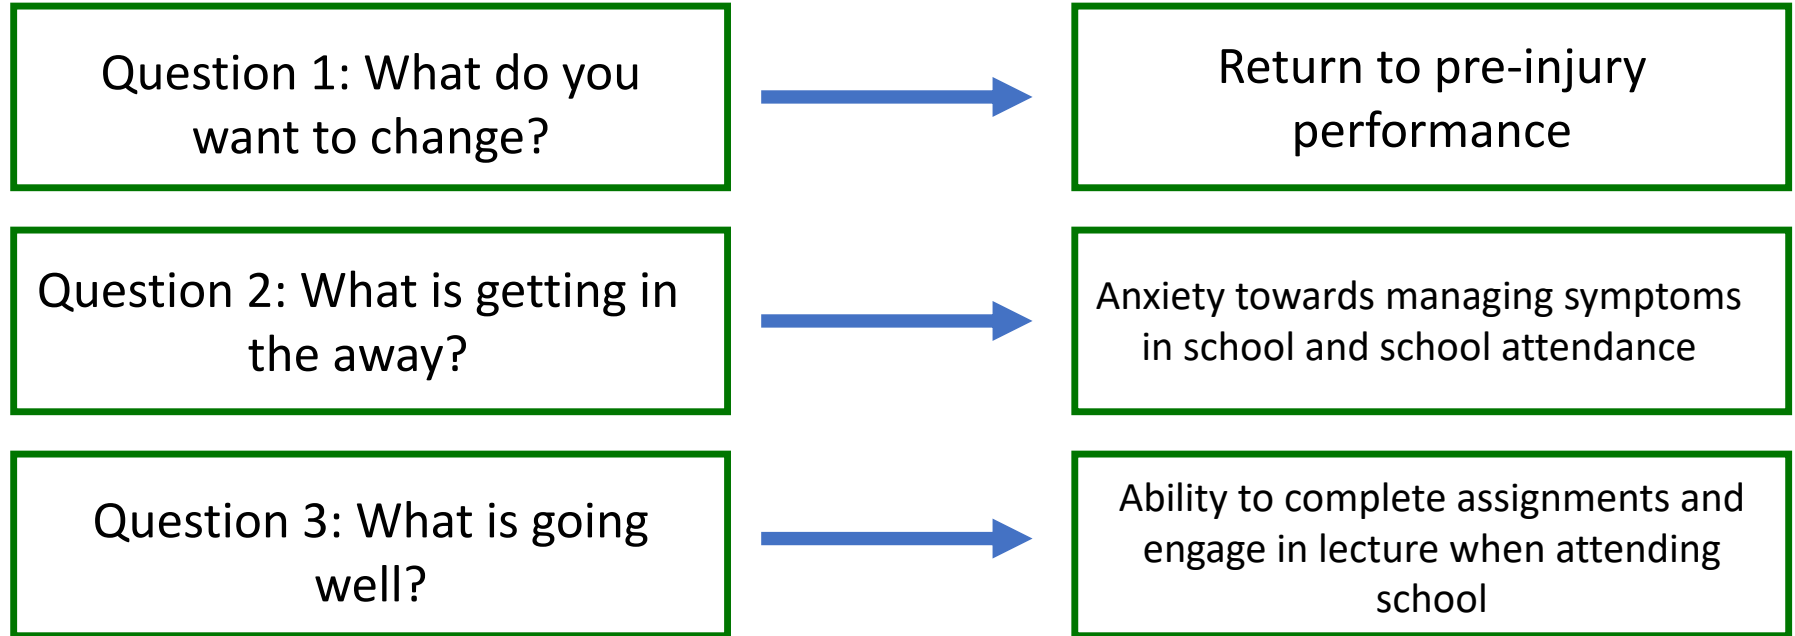 Question 1: What do you
want to change?
Return to pre-injury
performance
Question 2: What is getting in
the away?
Anxiety towards managing symptoms
in school and school attendance
Question 3: What is going
well?
Ability to complete assignments and
engage in lecture when attending
school